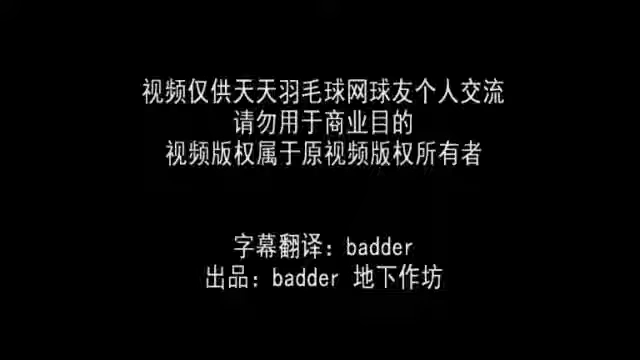 视频仅供天天羽毛球网球友个人交流
请勿用于商业目的
视频版权属于原视频版权所有者
字幕翻译：badder
出品：badder 地下作坊